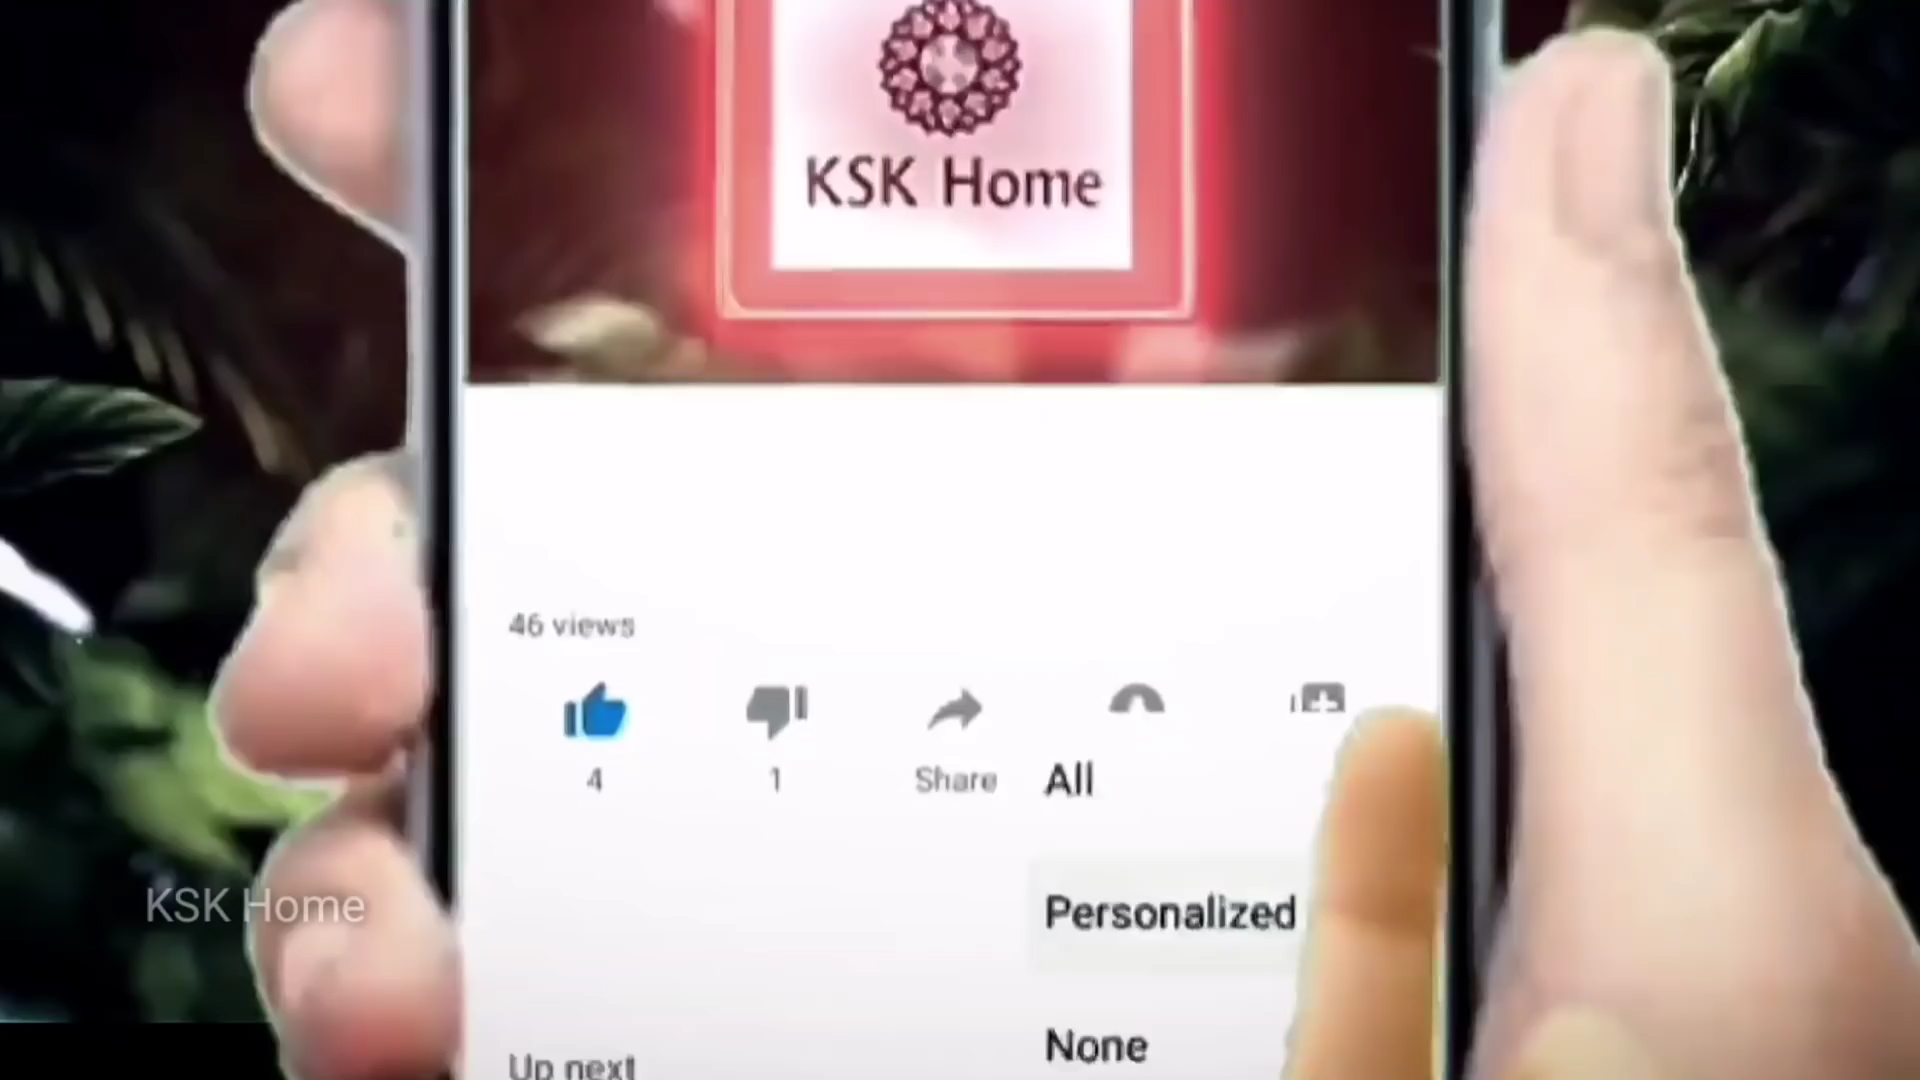 KSK Home
46 views
4
1
Share
All
Personalized
None
KSK Home
Up next